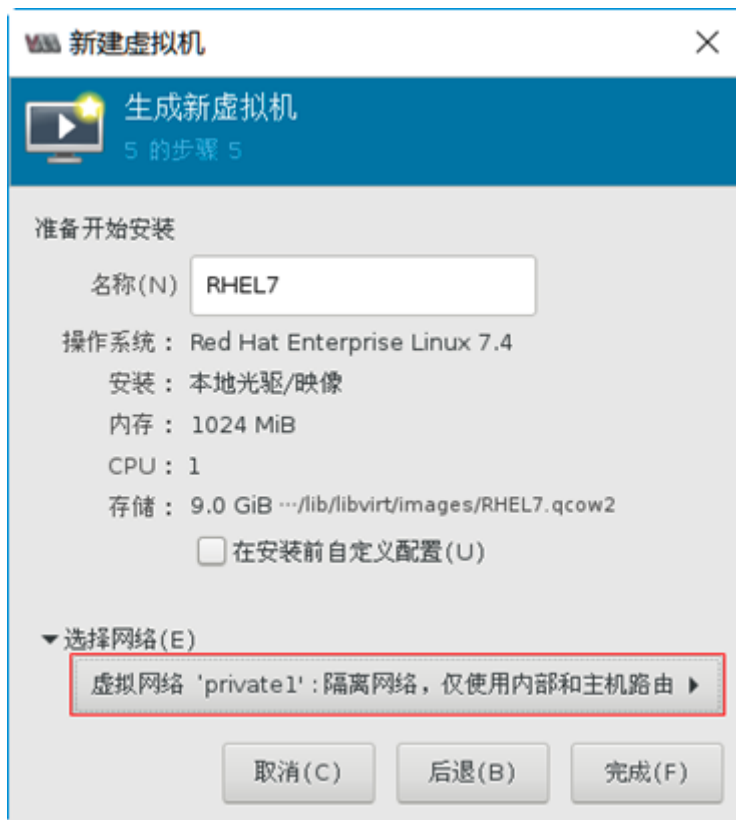 新建虚拟机
生成新虚拟机
5 的步骤 5
准备开始安装
名称(N) RHEL7
操作系统： Red Hat Enterprise Linux 7.4
安装： 本地光驱/映像
内存： 1024 MiB
CPU： 1
存储： 9.0 GiB ···/lib/libvirt/images/RHEL7.qcow2
在安装前自定义配置(U)
选择网络(E)
虚拟网络 'private1'：隔离网络，仅使用内部和主机路由
取消(C) 后退(B) 完成(F)